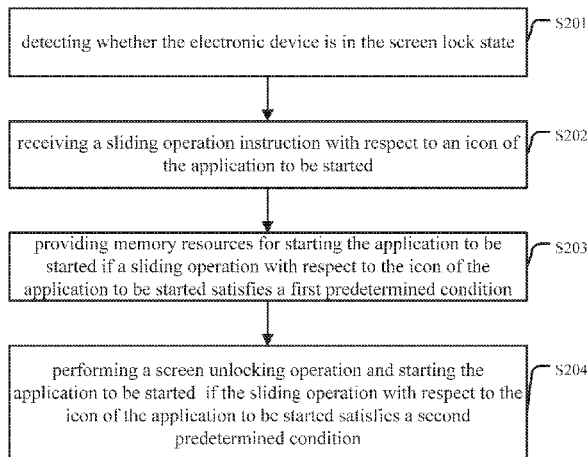 detecting whether the electronic device is in the screen lock state
S201
receiving a sliding operation instruction with respect to an icon of
the application to be started
S202
providing memory resources for starting the application to be
started if a sliding operation with respect to the icon of the
application to be started satisfies a first predetermined condition
S203
performing a screen unlocking operation and starting the
application to be started if the sliding operation with respect to the
icon of the application to be started satisfies a second
predetermined condition
S204